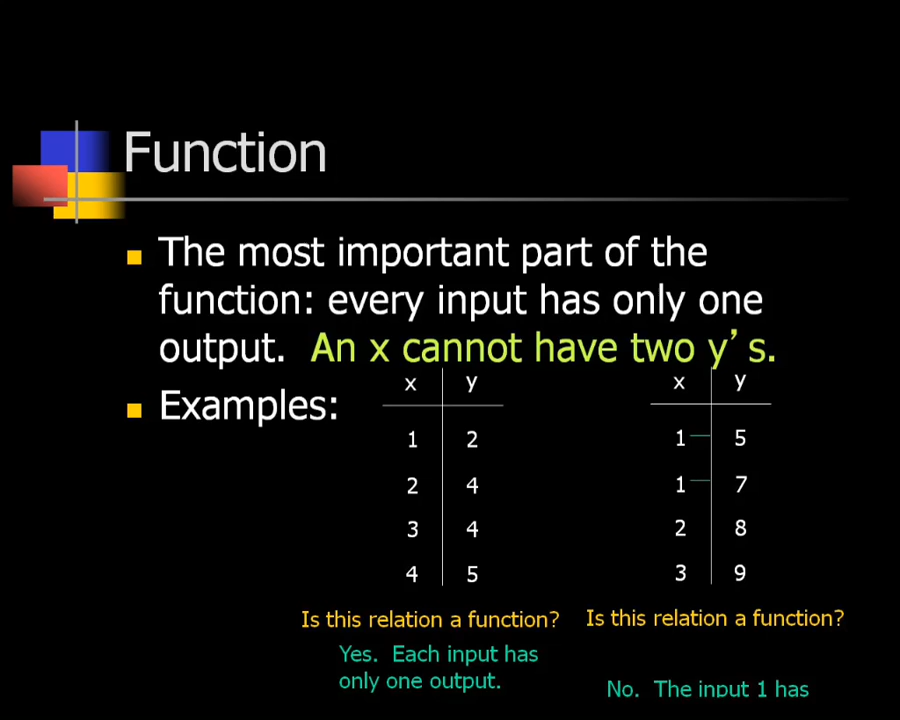 Function
The most important part of the
function: every input has only one
output. An x cannot have two y's.
Examples:
x y
1 2
2 4
3 4
4 5
x y
1 5
1 7
2 8
3 9
Is this relation a function?
Yes. Each input has
only one output.
Is this relation a function?
No. The input 1 has